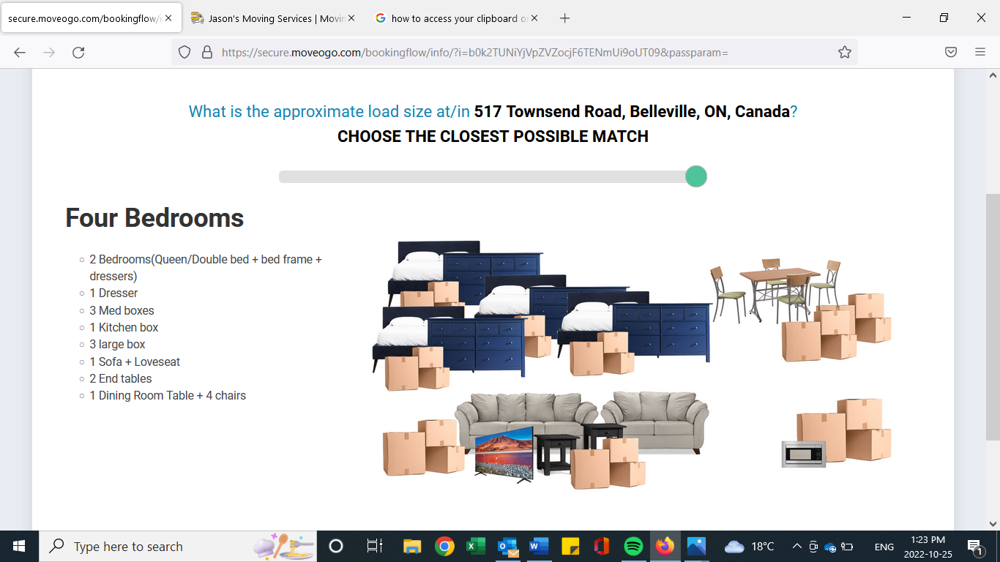 secure.moveogo.com/bookingflow/i
Jason's Moving Services | Movin
how to access your clipboard o
https://secure.moveogo.com/bookingflow/info/?i=b0k2TUNiYjVpZVZocjF6TENmUi9oUT09&passparam=
What is the approximate load size at/in 517 Townsend Road, Belleville, ON, Canada?
CHOOSE THE CLOSEST POSSIBLE MATCH
Four Bedrooms
2 Bedrooms(Queen/Double bed + bed frame +
dressers)
1 Dresser
3 Med boxes
1 Kitchen box
3 large box
1 Sofa + Loveseat
2 End tables
1 Dining Room Table + 4 chairs
Type here to search
18°C
ENG
1:23 PM
2022-10-25
1